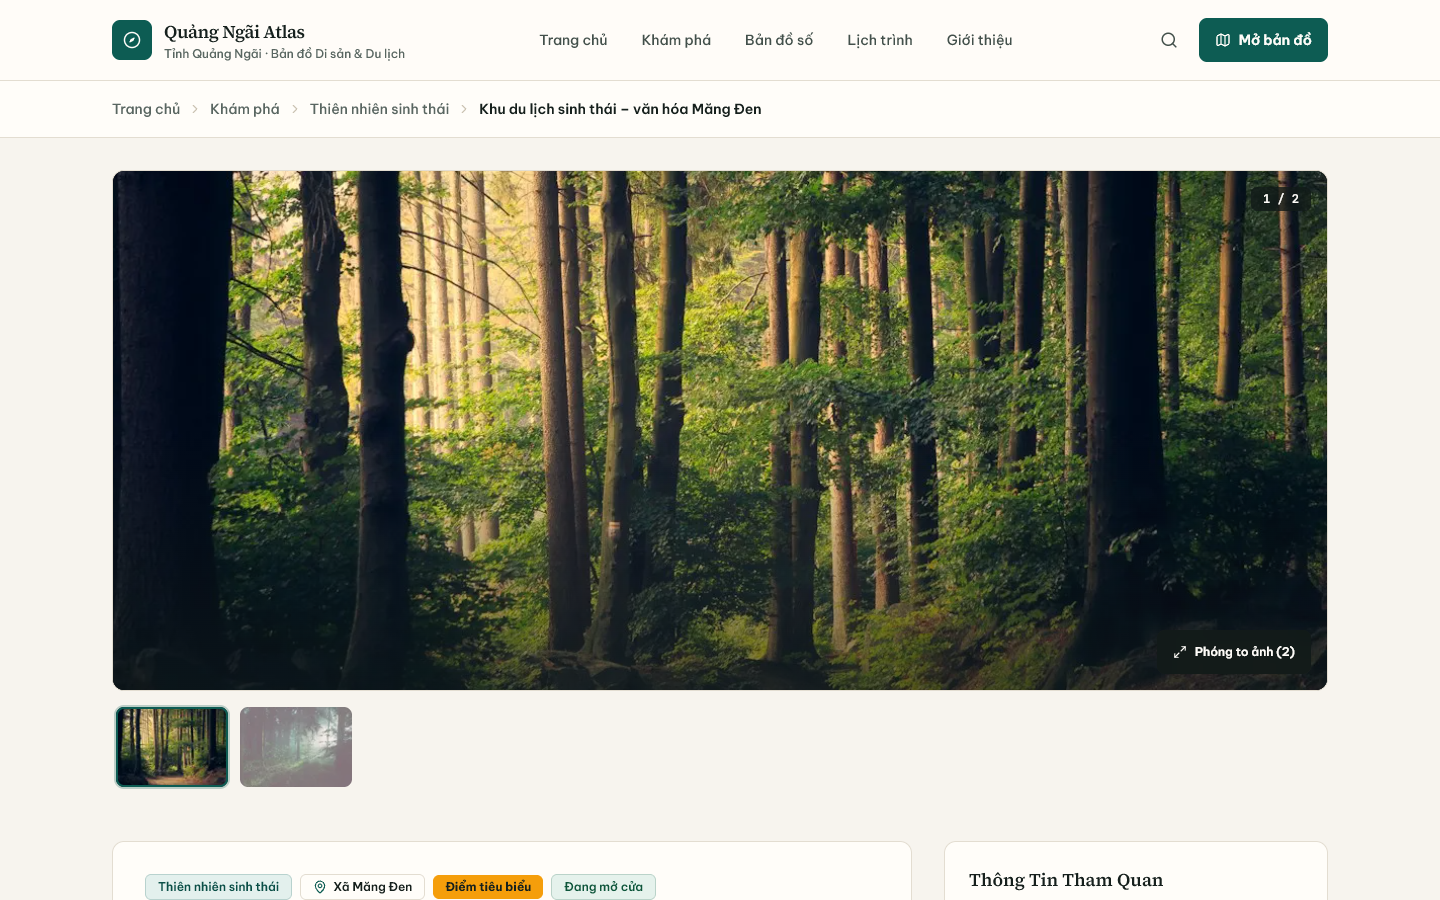 Quảng Ngãi Atlas
Tỉnh Quảng Ngãi · Bản đồ Di sản & Du lịch
Trang chủ
Khám phá
Bản đồ số
Lịch trình
Giới thiệu
Mở bản đồ
Trang chủ > Khám phá > Thiên nhiên sinh thái > Khu du lịch sinh thái – văn hóa Măng Đen
1 / 2
Phóng to ảnh (2)
Thiên nhiên sinh thái
Xã Măng Đen
Điểm tiêu biểu
Đang mở cửa
Thông Tin Tham Quan